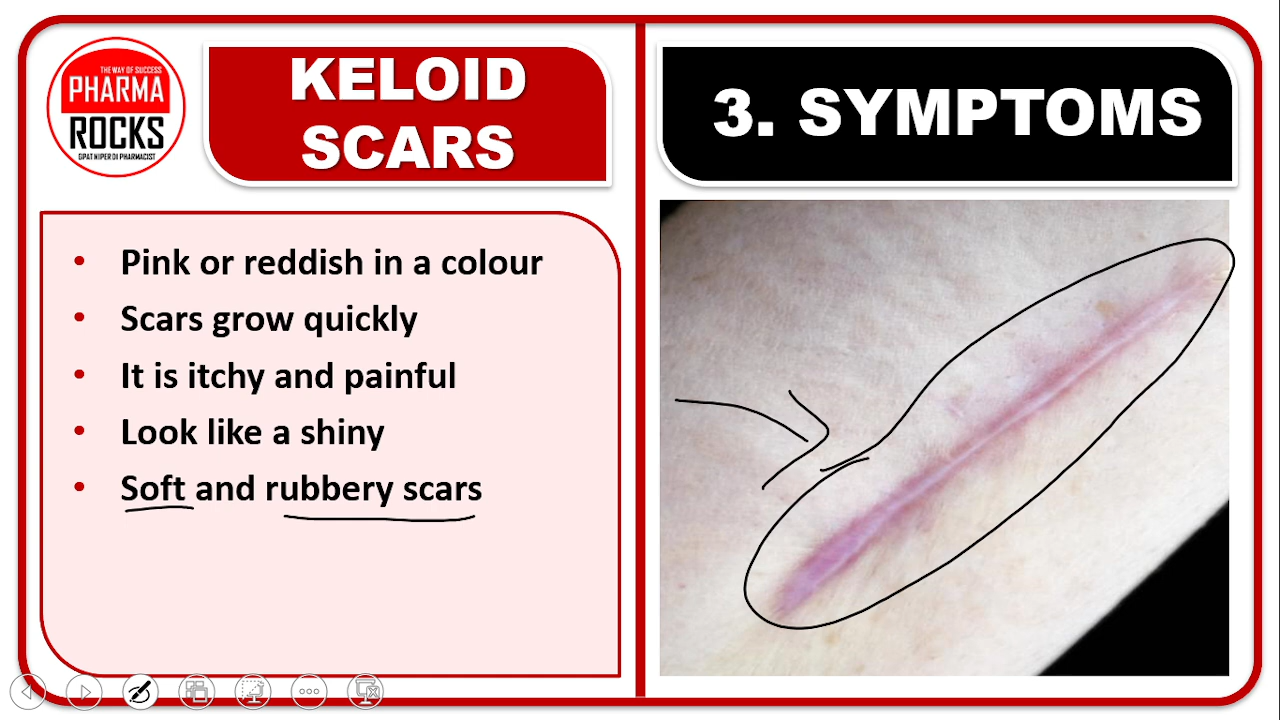 THE WAY OF SUCCESS
PHARMA
ROCKS
GPAT NIPER DI PHARMACIST
KELOID
SCARS
3. SYMPTOMS
• Pink or reddish in a colour
• Scars grow quickly
• It is itchy and painful
• Look like a shiny
• Soft and rubbery scars